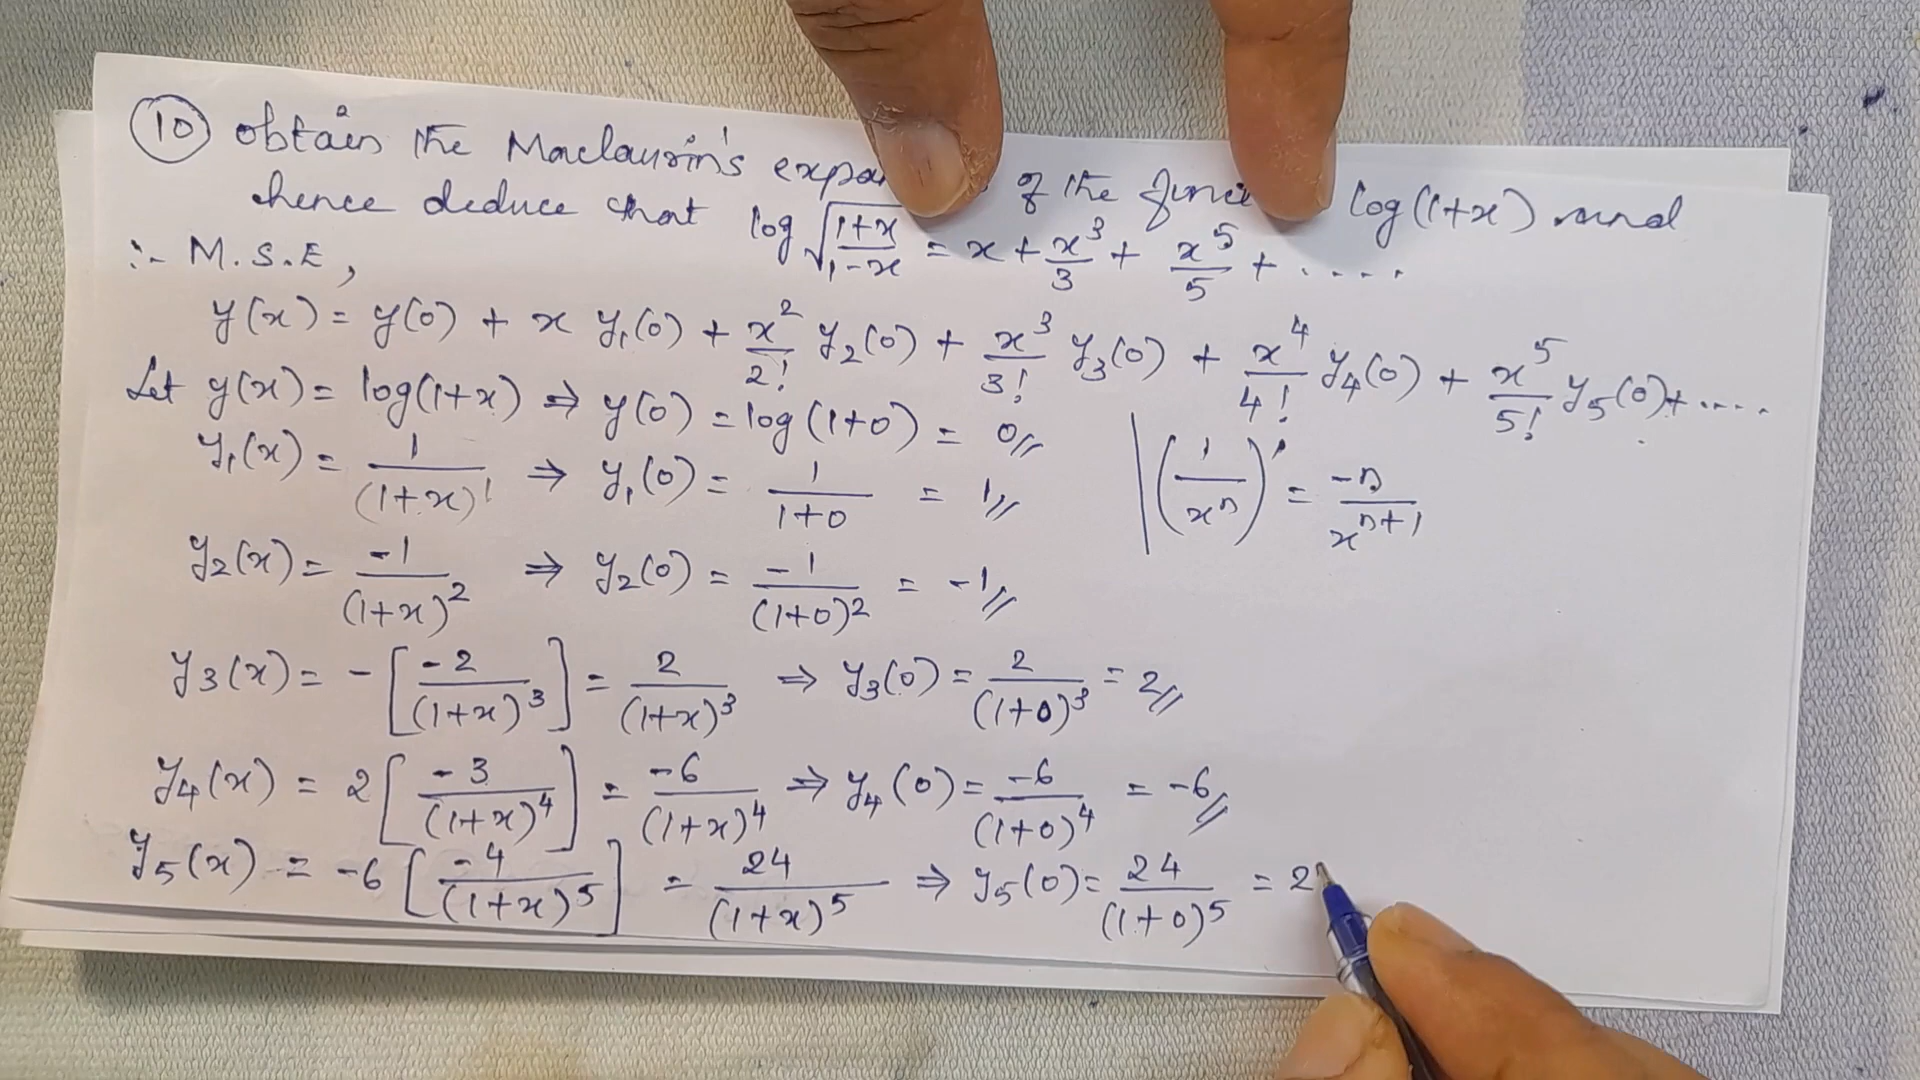 (10) obtain the Maclaurin's expa of the func log(1+x) and
hence deduce that log √((1+x)/(1-x)) = x + x³/3 + x⁵/5 + .....
∴ M.S.E,
y(x) = y(0) + x y₁(0) + x²/2! y₂(0) + x³/3! y₃(0) + x⁴/4! y₄(0) + x⁵/5! y₅(0) + .....
Let y(x) = log(1+x) ⇒ y(0) = log(1+0) = 0//
y₁(x) = 1/(1+x)¹ ⇒ y₁(0) = 1/(1+0) = 1// | (1/xⁿ)' = -n/xⁿ⁺¹
y₂(x) = -1/(1+x)² ⇒ y₂(0) = -1/(1+0)² = -1//
y₃(x) = -[-2/(1+x)³] = 2/(1+x)³ ⇒ y₃(0) = 2/(1+0)³ = 2//
y₄(x) = 2[-3/(1+x)⁴] = -6/(1+x)⁴ ⇒ y₄(0) = -6/(1+0)⁴ = -6//
y₅(x) = -6[-4/(1+x)⁵] = 24/(1+x)⁵ ⇒ y₅(0) = 24/(1+0)⁵ = 2